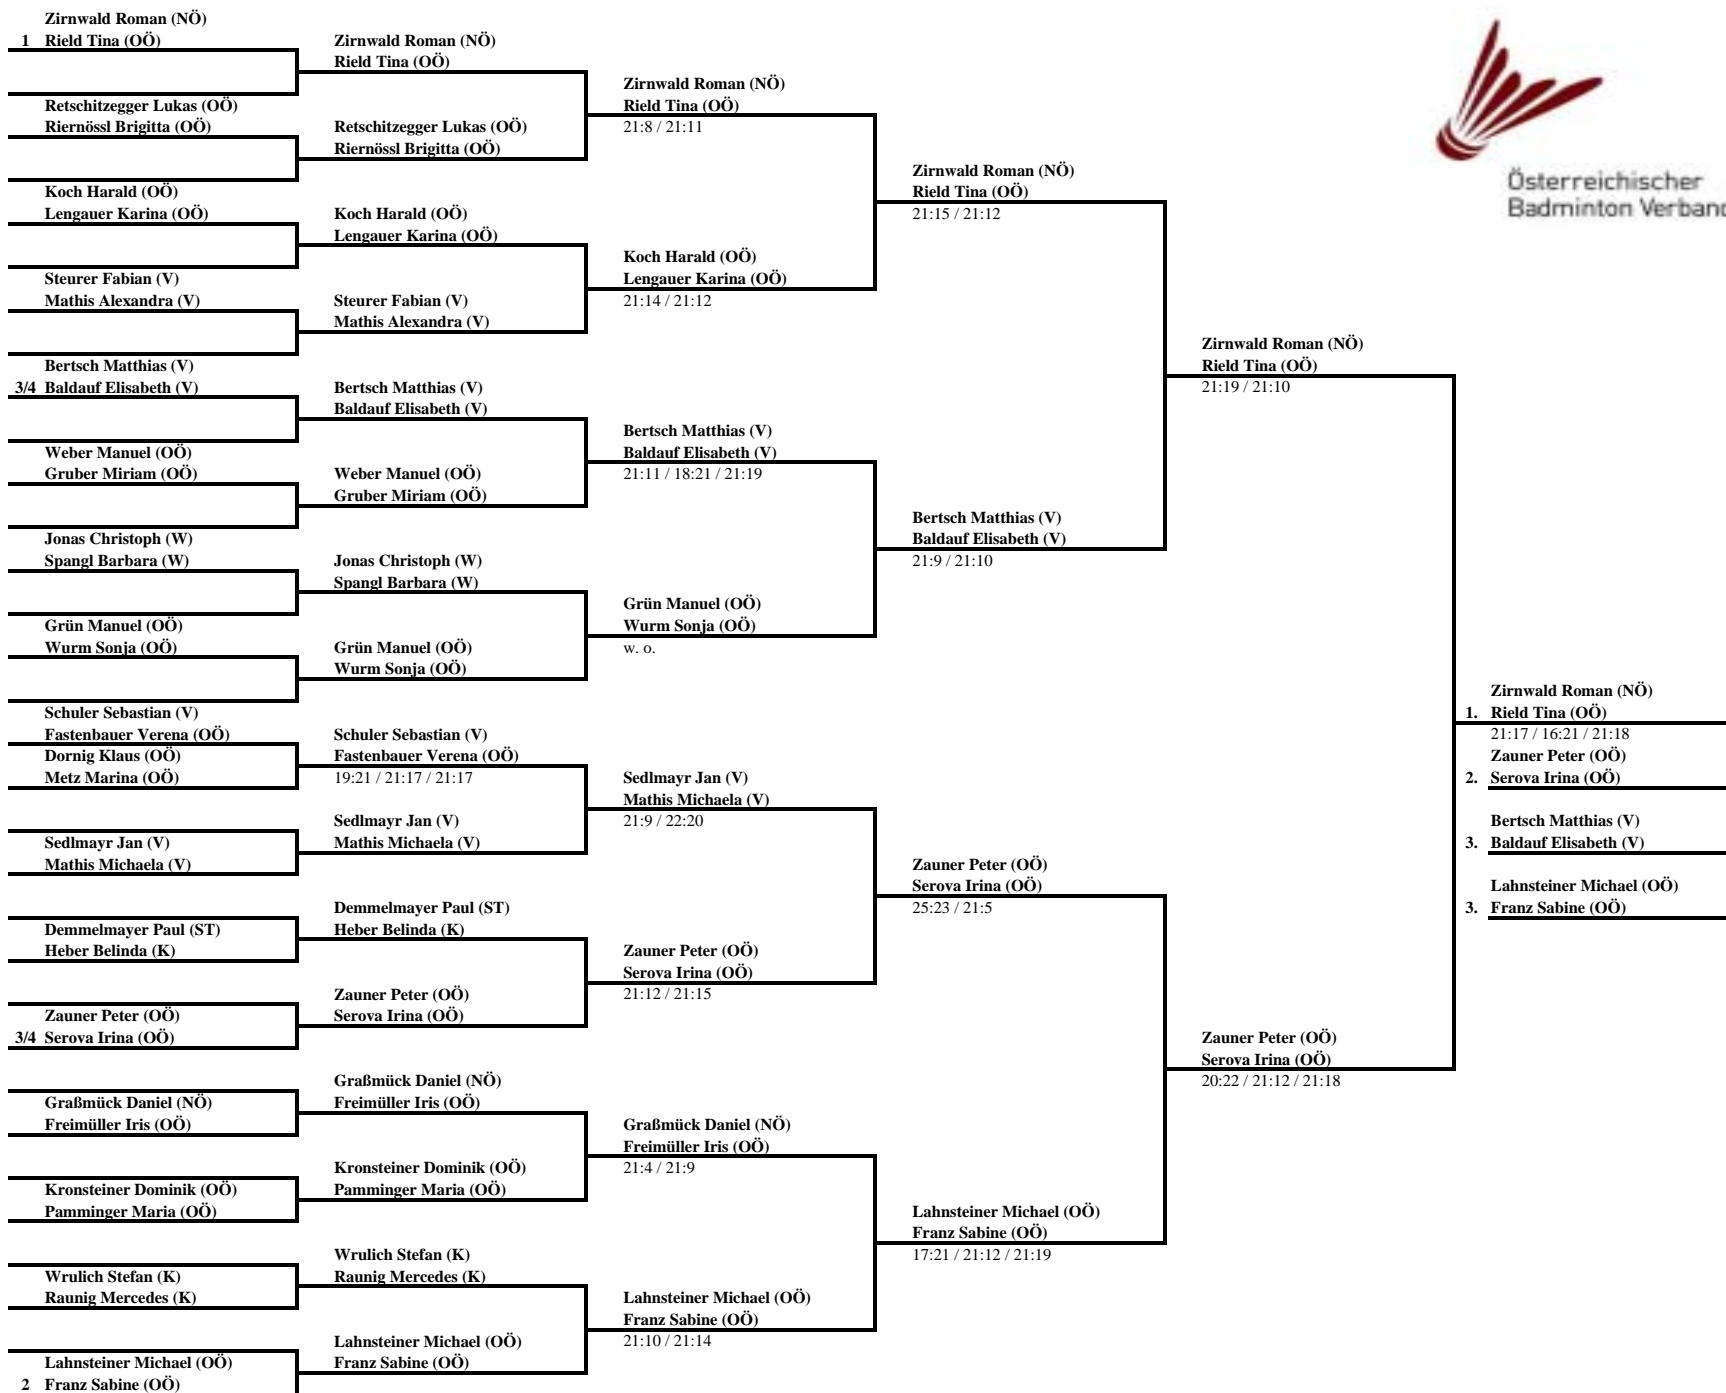 Zirnwald Roman (NÖ)
1 Rield Tina (OÖ)
Retschitzegger Lukas (OÖ)
Riernössl Brigitta (OÖ)
Koch Harald (OÖ)
Lengauer Karina (OÖ)
Steurer Fabian (V)
Mathis Alexandra (V)
Bertsch Matthias (V)
3/4 Baldauf Elisabeth (V)
Weber Manuel (OÖ)
Gruber Miriam (OÖ)
Jonas Christoph (W)
Spangl Barbara (W)
Grün Manuel (OÖ)
Wurm Sonja (OÖ)
Schuler Sebastian (V)
Fastenbauer Verena (OÖ)
Dornig Klaus (OÖ)
Metz Marina (OÖ)
Sedlmayr Jan (V)
Mathis Michaela (V)
Demmelmayer Paul (ST)
Heber Belinda (K)
Zauner Peter (OÖ)
3/4 Serova Irina (OÖ)
Graßmück Daniel (NÖ)
Freimüller Iris (OÖ)
Kronsteiner Dominik (OÖ)
Pamminger Maria (OÖ)
Wrulich Stefan (K)
Raunig Mercedes (K)
Lahnsteiner Michael (OÖ)
2 Franz Sabine (OÖ)
Zirnwald Roman (NÖ)
Rield Tina (OÖ)
Retschitzegger Lukas (OÖ)
Riernössl Brigitta (OÖ)
Koch Harald (OÖ)
Lengauer Karina (OÖ)
Steurer Fabian (V)
Mathis Alexandra (V)
Bertsch Matthias (V)
Baldauf Elisabeth (V)
Weber Manuel (OÖ)
Gruber Miriam (OÖ)
Jonas Christoph (W)
Spangl Barbara (W)
Grün Manuel (OÖ)
Wurm Sonja (OÖ)
Schuler Sebastian (V)
Fastenbauer Verena (OÖ)
19:21 / 21:17 / 21:17
Sedlmayr Jan (V)
Mathis Michaela (V)
Demmelmayer Paul (ST)
Heber Belinda (K)
Zauner Peter (OÖ)
Serova Irina (OÖ)
Graßmück Daniel (NÖ)
Freimüller Iris (OÖ)
Kronsteiner Dominik (OÖ)
Pamminger Maria (OÖ)
Wrulich Stefan (K)
Raunig Mercedes (K)
Lahnsteiner Michael (OÖ)
Franz Sabine (OÖ)
Zirnwald Roman (NÖ)
Rield Tina (OÖ)
21:8 / 21:11
Koch Harald (OÖ)
Lengauer Karina (OÖ)
21:14 / 21:12
Bertsch Matthias (V)
Baldauf Elisabeth (V)
21:11 / 18:21 / 21:19
Grün Manuel (OÖ)
Wurm Sonja (OÖ)
w. o.
Sedlmayr Jan (V)
Mathis Michaela (V)
21:9 / 22:20
Zauner Peter (OÖ)
Serova Irina (OÖ)
21:12 / 21:15
Graßmück Daniel (NÖ)
Freimüller Iris (OÖ)
21:4 / 21:9
Lahnsteiner Michael (OÖ)
Franz Sabine (OÖ)
21:10 / 21:14
Zirnwald Roman (NÖ)
Rield Tina (OÖ)
21:15 / 21:12
Bertsch Matthias (V)
Baldauf Elisabeth (V)
21:9 / 21:10
Zauner Peter (OÖ)
Serova Irina (OÖ)
25:23 / 21:5
Lahnsteiner Michael (OÖ)
Franz Sabine (OÖ)
17:21 / 21:12 / 21:19
Zirnwald Roman (NÖ)
Rield Tina (OÖ)
21:19 / 21:10
Zauner Peter (OÖ)
Serova Irina (OÖ)
20:22 / 21:12 / 21:18
Österreichischer
Badminton Verband
Zirnwald Roman (NÖ)
1. Rield Tina (OÖ)
21:17 / 16:21 / 21:18
Zauner Peter (OÖ)
2. Serova Irina (OÖ)
Bertsch Matthias (V)
3. Baldauf Elisabeth (V)
Lahnsteiner Michael (OÖ)
3. Franz Sabine (OÖ)